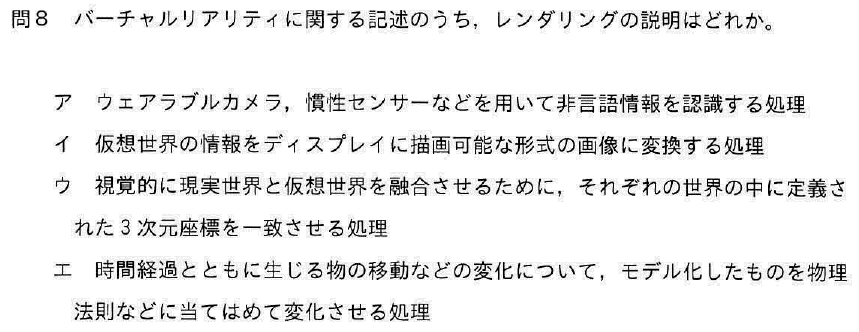 問８　バーチャルリアリティに関する記述のうち，レンダリングの説明はどれか。
ア　ウェアラブルカメラ，慣性センサーなどを用いて非言語情報を認識する処理
イ　仮想世界の情報をディスプレイに描画可能な形式の画像に変換する処理
ウ　視覚的に現実世界と仮想世界を融合させるために，それぞれの世界の中に定義さ
れた３次元座標を一致させる処理
エ　時間経過とともに生じる物の移動などの変化について，モデル化したものを物理
法則などに当てはめて変化させる処理